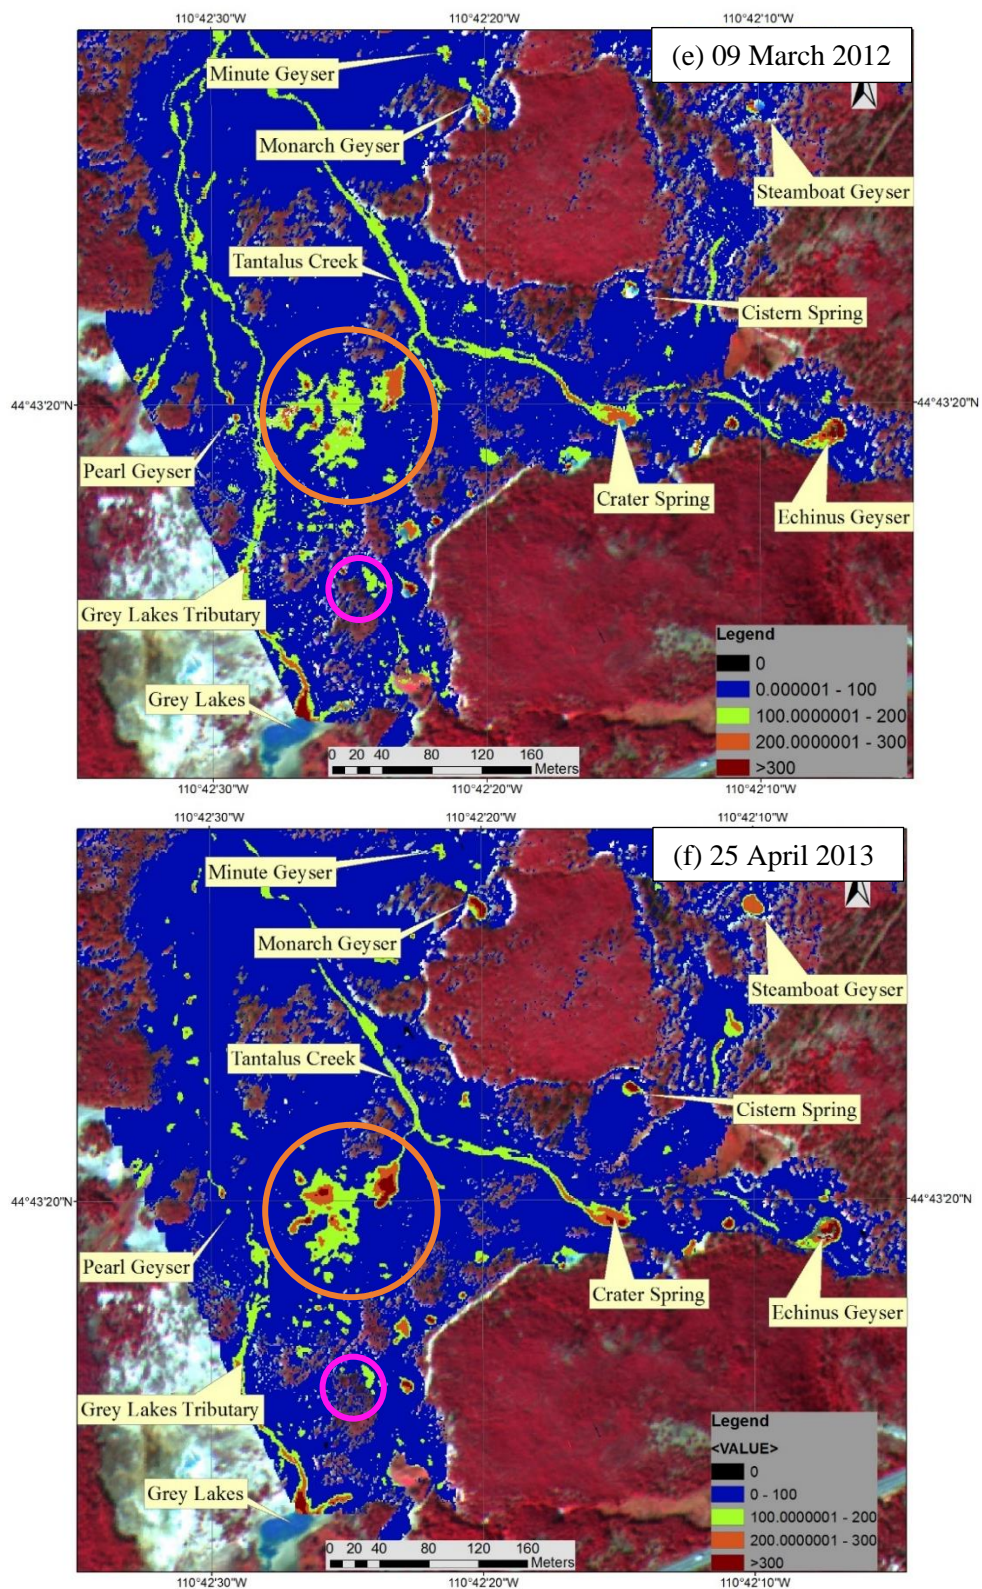 110°42'30"W 110°42'20"W 110°42'10"W
(e) 09 March 2012
Minute Geyser
Monarch Geyser
Steamboat Geyser
Tantalus Creek
Cistern Spring
44°43'20"N 44°43'20"N
Pearl Geyser
Crater Spring
Echinus Geyser
Grey Lakes Tributary
Grey Lakes
Legend
0
0.000001 - 100
100.0000001 - 200
200.0000001 - 300
>300
0 20 40 80 120 160
Meters
110°42'30"W 110°42'20"W 110°42'10"W
110°42'30"W 110°42'20"W 110°42'10"W
(f) 25 April 2013
Minute Geyser
Monarch Geyser
Steamboat Geyser
Tantalus Creek
Cistern Spring
44°43'20"N 44°43'20"N
Pearl Geyser
Crater Spring
Echinus Geyser
Grey Lakes Tributary
Grey Lakes
Legend
<VALUE>
0
0 - 100
100.0000001 - 200
200.0000001 - 300
>300
0 20 40 80 120 160
Meters
110°42'30"W 110°42'20"W 110°42'10"W